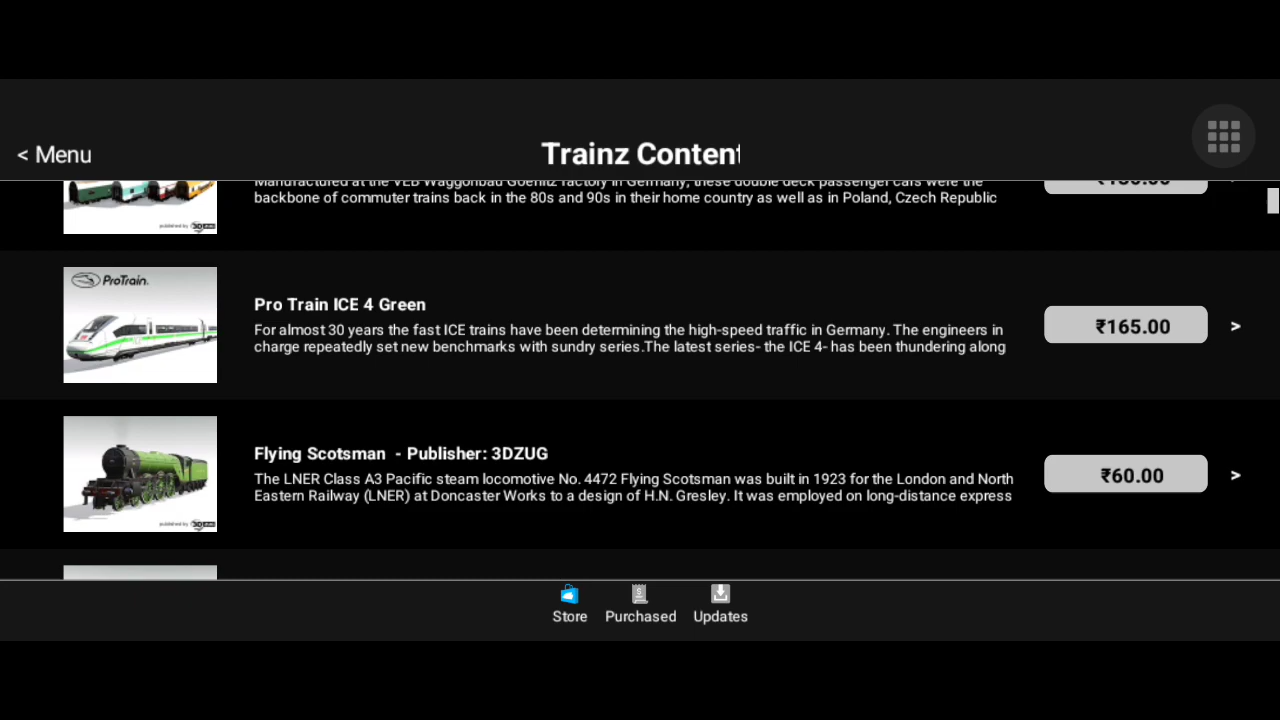 < Menu
Trainz Content
Manufactured at the VEB Waggonbau Goerlitz factory in Germany, these double deck passenger cars were the
backbone of commuter trains back in the 80s and 90s in their home country as well as in Poland, Czech Republic
published by 3D
ProTrain.
Pro Train ICE 4 Green
For almost 30 years the fast ICE trains have been determining the high-speed traffic in Germany. The engineers in
charge repeatedly set new benchmarks with sundry series.The latest series- the ICE 4- has been thundering along
₹165.00
>
Flying Scotsman - Publisher: 3DZUG
The LNER Class A3 Pacific steam locomotive No. 4472 Flying Scotsman was built in 1923 for the London and North
Eastern Railway (LNER) at Doncaster Works to a design of H.N. Gresley. It was employed on long-distance express
₹60.00
>
published by 3D
Store
Purchased
Updates